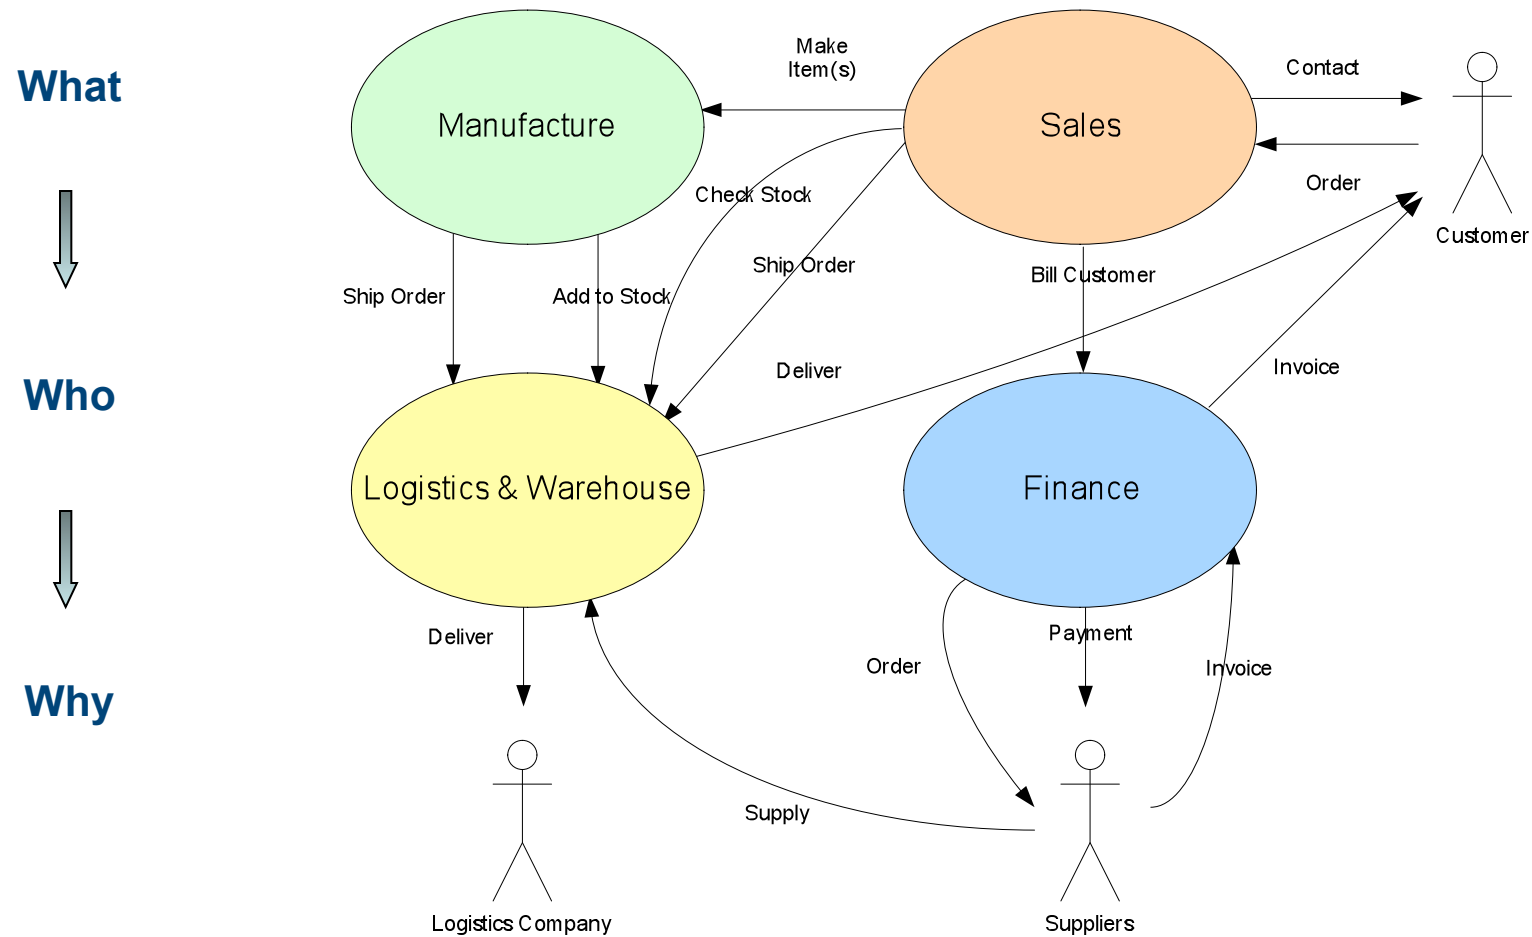 What
Who
Why
Make
Item(s)
Contact
Manufacture
Sales
Order
Customer
Check Stock
Ship Order
Bill Customer
Ship Order
Add to Stock
Deliver
Invoice
Logistics & Warehouse
Finance
Deliver
Payment
Order
Invoice
Supply
Logistics Company
Suppliers